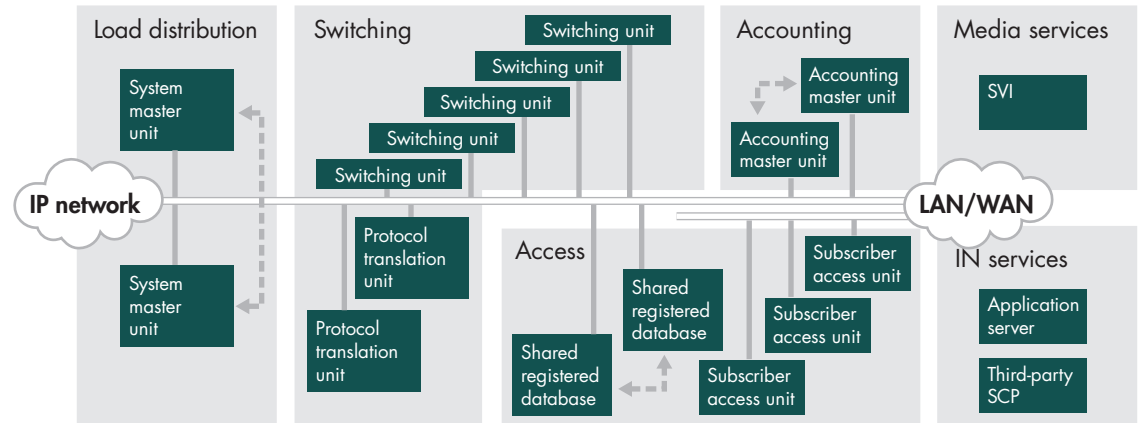 Load distribution
System
master
unit
System
master
unit
IP network
Switching
Switching unit
Switching unit
Switching unit
Switching unit
Switching unit
Protocol
translation
unit
Protocol
translation
unit
Accounting
Accounting
master unit
Accounting
master unit
Access
Shared
registered
database
Shared
registered
database
Subscriber
access unit
Subscriber
access unit
Subscriber
access unit
LAN/WAN
Media services
SVI
IN services
Application
server
Third-party
SCP